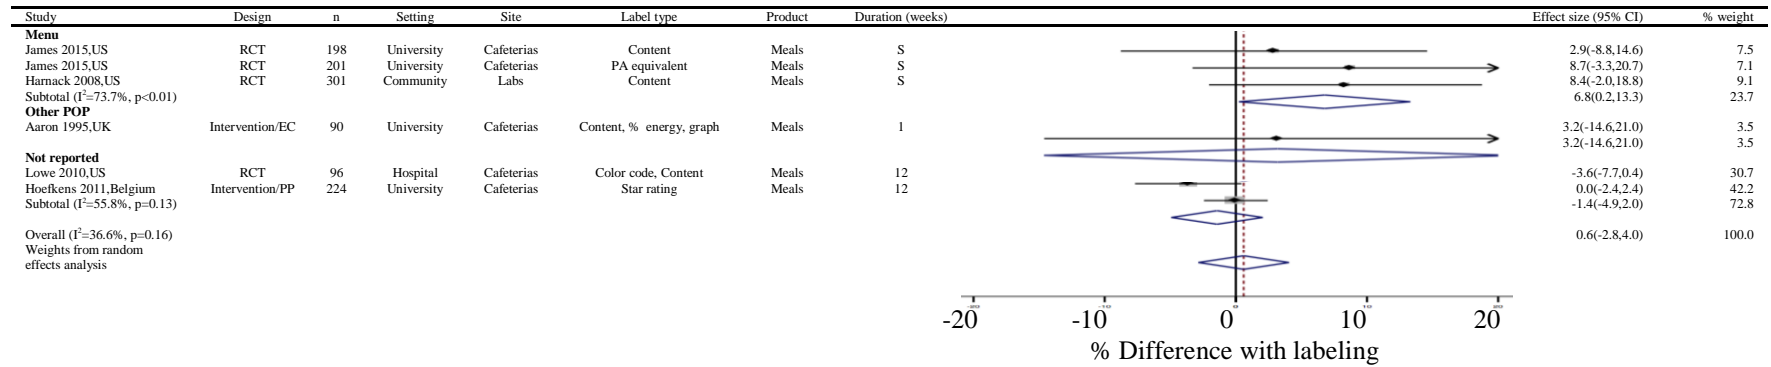 Study Design n Setting Site Label type Product Duration (weeks) Effect size (95% CI) % weight
Menu
James 2015,US RCT 198 University Cafeterias Content Meals S 2.9(-8.8,14.6) 7.5
James 2015,US RCT 201 University Cafeterias PA equivalent Meals S 8.7(-3.3,20.7) 7.1
Harnack 2008,US RCT 301 Community Labs Content Meals S 8.4(-2.0,18.8) 9.1
Subtotal (I²=73.7%, p<0.01) 6.8(0.2,13.3) 23.7
Other POP
Aaron 1995,UK Intervention/EC 90 University Cafeterias Content, % energy, graph Meals 1 3.2(-14.6,21.0) 3.5
3.2(-14.6,21.0) 3.5
Not reported
Lowe 2010,US RCT 96 Hospital Cafeterias Color code, Content Meals 12 -3.6(-7.7,0.4) 30.7
Hoefkens 2011,Belgium Intervention/PP 224 University Cafeterias Star rating Meals 12 0.0(-2.4,2.4) 42.2
Subtotal (I²=55.8%, p=0.13) -1.4(-4.9,2.0) 72.8
Overall (I²=36.6%, p=0.16) 0.6(-2.8,4.0) 100.0
Weights from random
effects analysis
-20 -10 0 10 20
% Difference with labeling